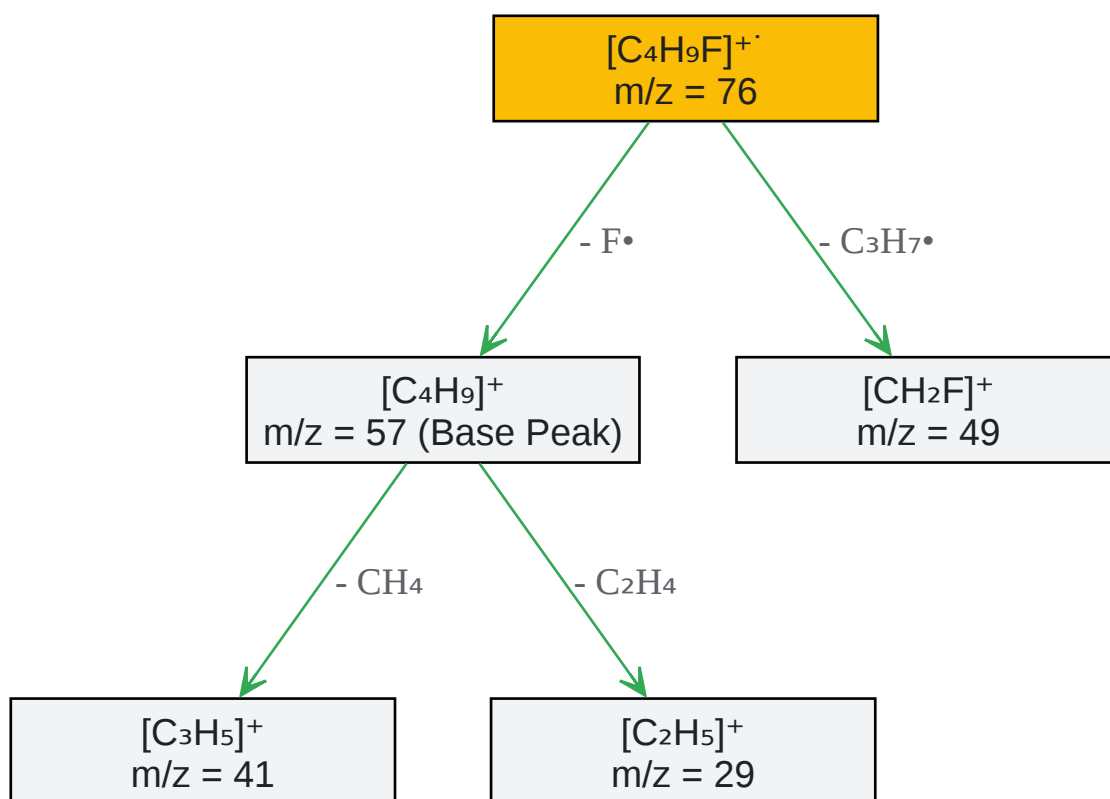 [C₄H₉F]⁺˙
m/z = 76
- F•
- C₃H₇•
[C₄H₉]⁺
m/z = 57 (Base Peak)
[CH₂F]⁺
m/z = 49
- CH₄
- C₂H₄
[C₃H₅]⁺
m/z = 41
[C₂H₅]⁺
m/z = 29